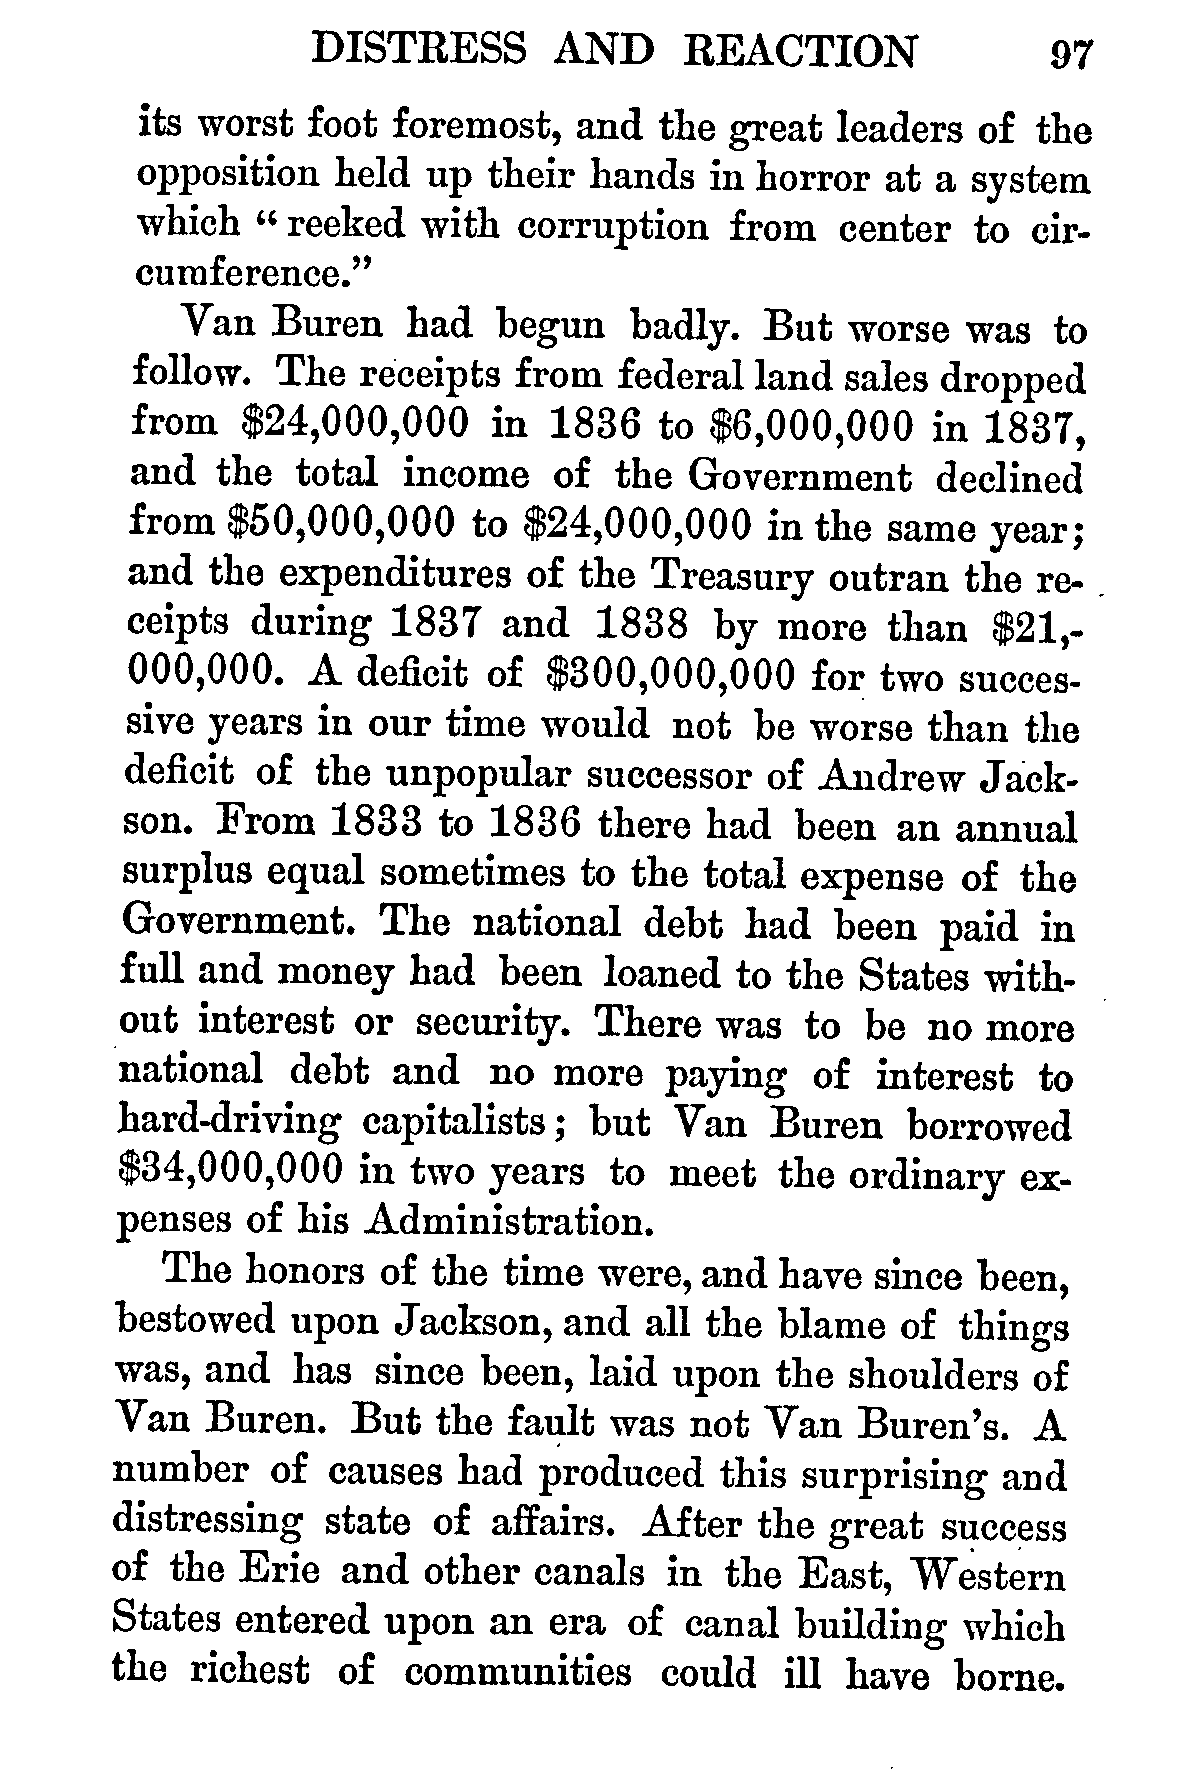 DISTRESS AND REACTION 97
its worst foot foremost, and the great leaders of the
opposition held up their hands in horror at a system
which “ reeked with corruption from center to cir-
cumference.”
Van Buren had begun badly. But worse was to
follow. The receipts from federal land sales dropped
from $24,000,000 in 1836 to $6,000,000 in 1837,
and the total income of the Government declined
from $50,000,000 to $24,000,000 in the same year;
and the expenditures of the Treasury outran the re-
ceipts during 1837 and 1838 by more than $21,-
000,000. A deficit of $300,000,000 for two succes-
sive years in our time would not be worse than the
deficit of the unpopular successor of Andrew Jack-
son. From 1833 to 1836 there had been an annual
surplus equal sometimes to the total expense of the
Government. The national debt had been paid in
full and money had been loaned to the States with-
out interest or security. There was to be no more
national debt and no more paying of interest to
hard-driving capitalists; but Van Buren borrowed
$34,000,000 in two years to meet the ordinary ex-
penses of his Administration.
The honors of the time were, and have since been,
bestowed upon Jackson, and all the blame of things
was, and has since been, laid upon the shoulders of
Van Buren. But the fault was not Van Buren’s. A
number of causes had produced this surprising and
distressing state of affairs. After the great success
of the Erie and other canals in the East, Western
States entered upon an era of canal building which
the richest of communities could ill have borne.